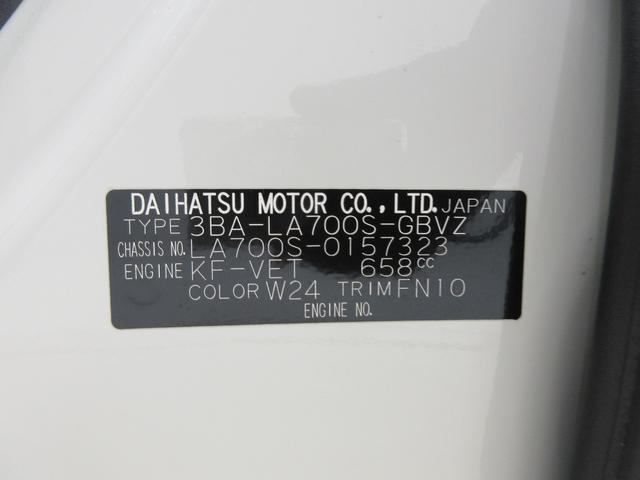 DAIHATSU MOTOR CO.,LTD. JAPAN
TYPE 3BA-LA700S-GBVZ
CHASSIS NO. LA700S-0157323
ENGINE KF-VET 658CC
COLOR W24 TRIM FN10
ENGINE NO.